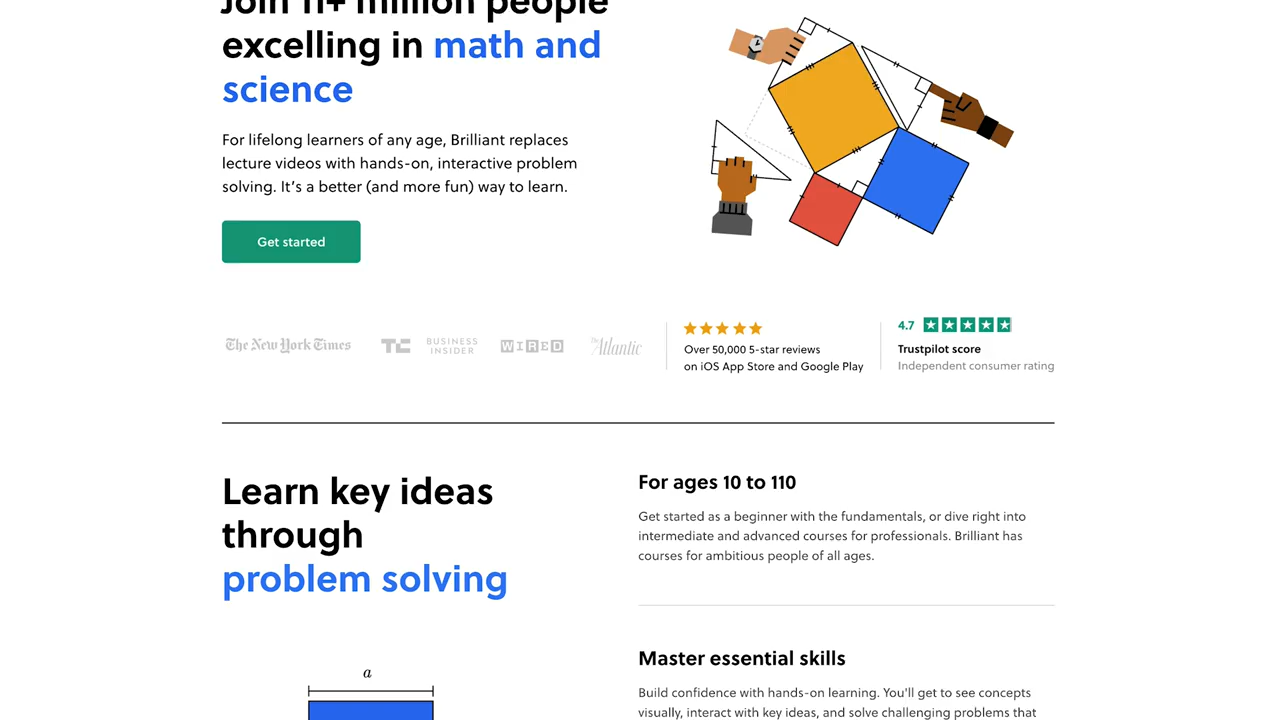 Join 11+ million people
excelling in math and
science
For lifelong learners of any age, Brilliant replaces
lecture videos with hands-on, interactive problem
solving. It’s a better (and more fun) way to learn.
Get started
The New York Times
TC
BUSINESS
INSIDER
WIRED
The Atlantic
Over 50,000 5-star reviews
on iOS App Store and Google Play
4.7
Trustpilot score
Independent consumer rating
Learn key ideas
through
problem solving
a
For ages 10 to 110
Get started as a beginner with the fundamentals, or dive right into
intermediate and advanced courses for professionals. Brilliant has
courses for ambitious people of all ages.
Master essential skills
Build confidence with hands-on learning. You'll get to see concepts
visually, interact with key ideas, and solve challenging problems that